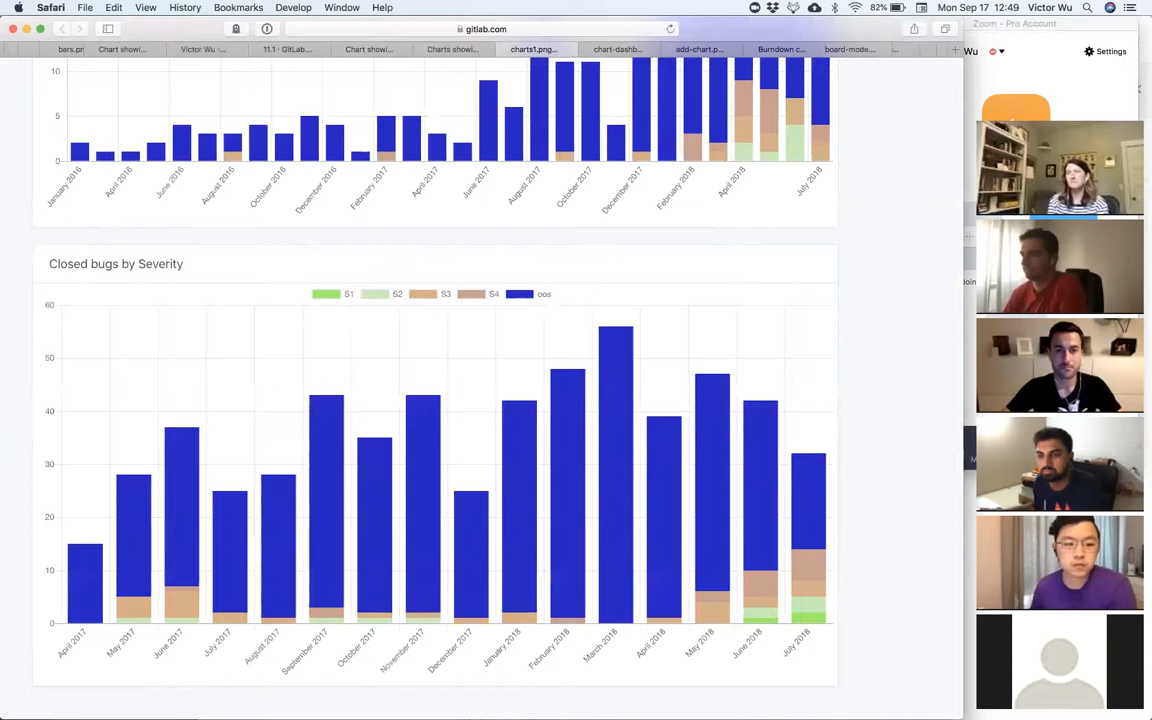 Safari File Edit View History Bookmarks Develop Window Help 82% Mon Sep 17 12:49 Victor Wu
Zoom - Pro Account
gitlab.com
bars.pn Chart showi... Victor Wu -... 11.1 - GitLab.... Chart showi... Charts showi... charts1.png... chart-dashb... add-chart.p... Burndown c... board-mode....
Wu Settings
10
5
0
January 2016 April 2016 June 2016 August 2016 October 2016 December 2016 February 2017 April 2017 June 2017 August 2017 October 2017 December 2017 February 2018 April 2018 July 2018
Closed bugs by Severity
S1 S2 S3 S4 oos
60
50
40
30
20
10
0
April 2017 May 2017 June 2017 July 2017 August 2017 September 2017 October 2017 November 2017 December 2017 January 2018 February 2018 March 2018 April 2018 May 2018 June 2018 July 2018